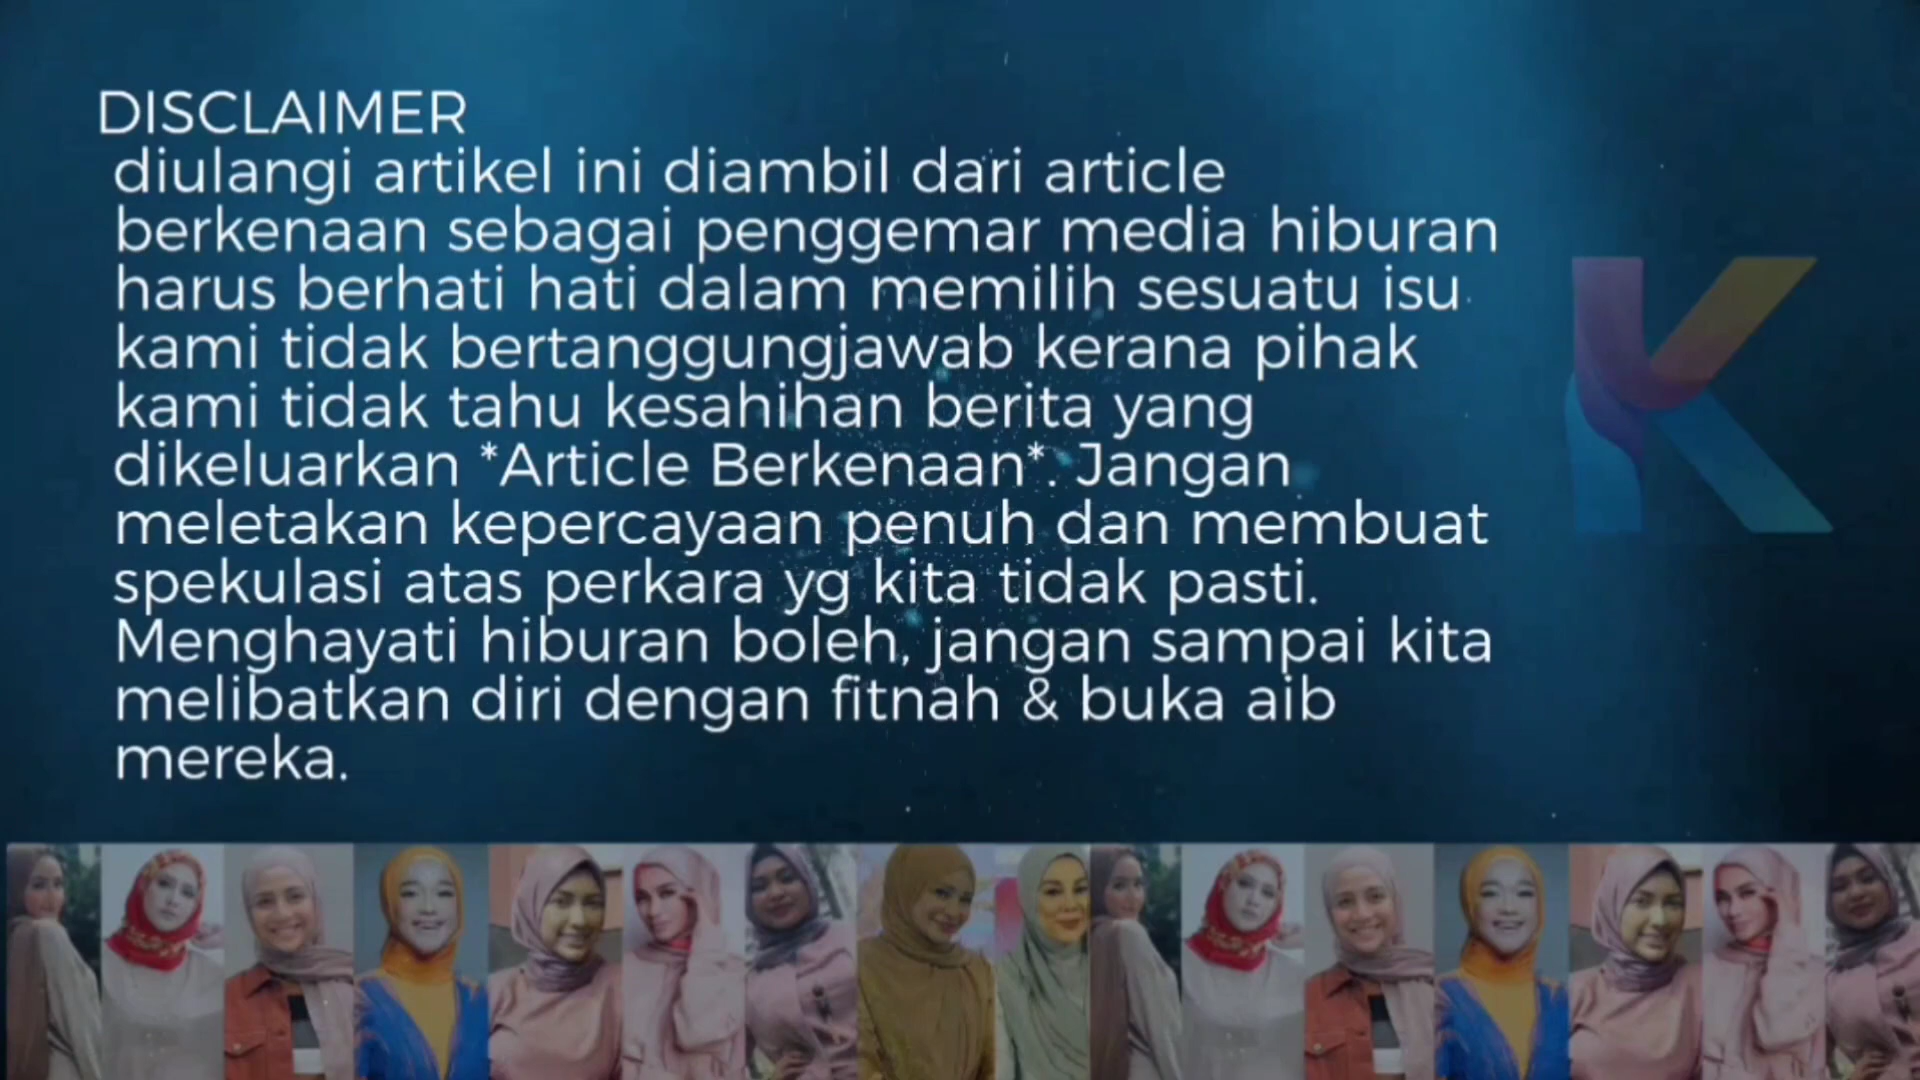 DISCLAIMER
diulangi artikel ini diambil dari article
berkenaan sebagai penggemar media hiburan
harus berhati hati dalam memilih sesuatu isu
kami tidak bertanggungjawab kerana pihak
kami tidak tahu kesahihan berita yang
dikeluarkan *Article Berkenaan*. Jangan
meletakan kepercayaan penuh dan membuat
spekulasi atas perkara yg kita tidak pasti.
Menghayati hiburan boleh, jangan sampai kita
melibatkan diri dengan fitnah & buka aib
mereka.
K